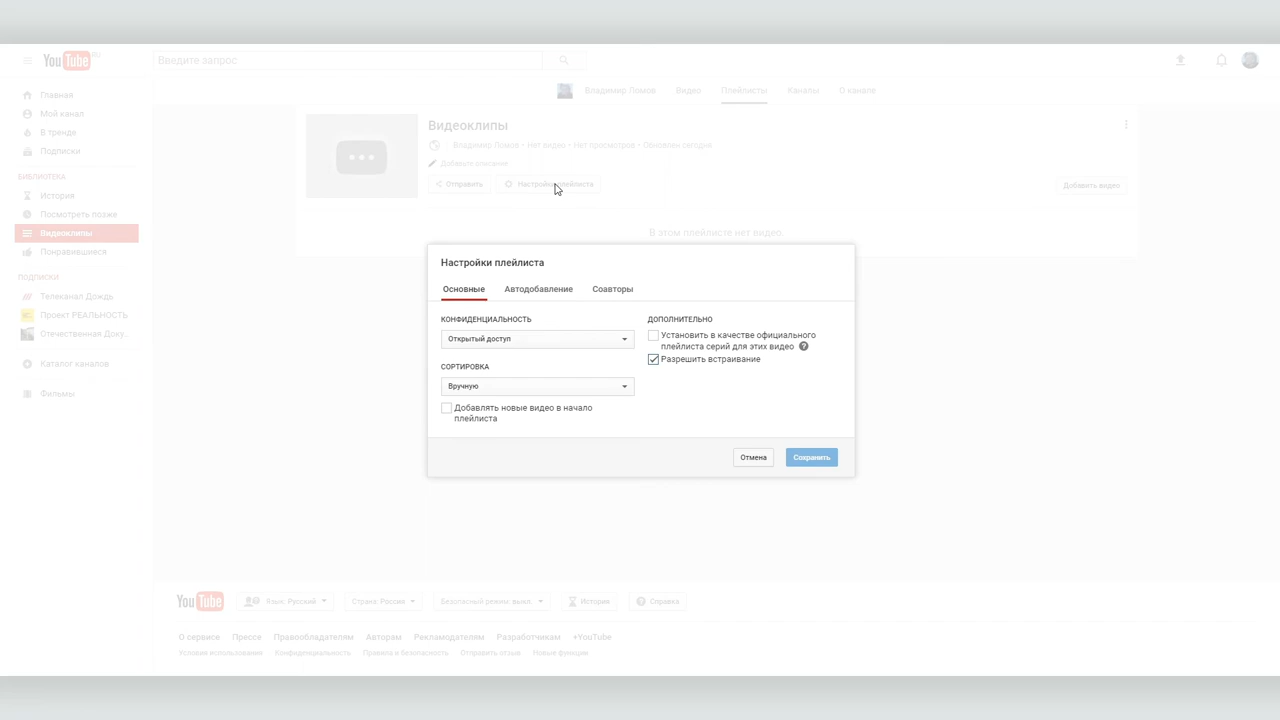 YouTube RU
Введите запрос
Главная
Мой канал
В тренде
Подписки
БИБЛИОТЕКА
История
Посмотреть позже
Видеоклипы
Понравившиеся
ПОДПИСКИ
Телеканал Дождь
Проект РЕАЛЬНОСТЬ
Отечественная Доку...
Каталог каналов
Фильмы
Владимир Ломов Видео Плейлисты Каналы О канале
Видеоклипы
Владимир Ломов • Нет видео • Нет просмотров • Обновлен сегодня
Добавьте описание
Отправить Настройки плейлиста Добавить видео
В этом плейлисте нет видео.
Настройки плейлиста
Основные Автодобавление Соавторы
КОНФИДЕНЦИАЛЬНОСТЬ
Открытый доступ
СОРТИРОВКА
Вручную
Добавлять новые видео в начало
плейлиста
ДОПОЛНИТЕЛЬНО
Установить в качестве официального
плейлиста серий для этих видео ?
Разрешить встраивание
Отмена Сохранить
YouTube Язык: Русский Страна: Россия Безопасный режим: выкл. История Справка
О сервисе Прессе Правообладателям Авторам Рекламодателям Разработчикам +YouTube
Условия использования Конфиденциальность Правила и безопасность Отправить отзыв Новые функции